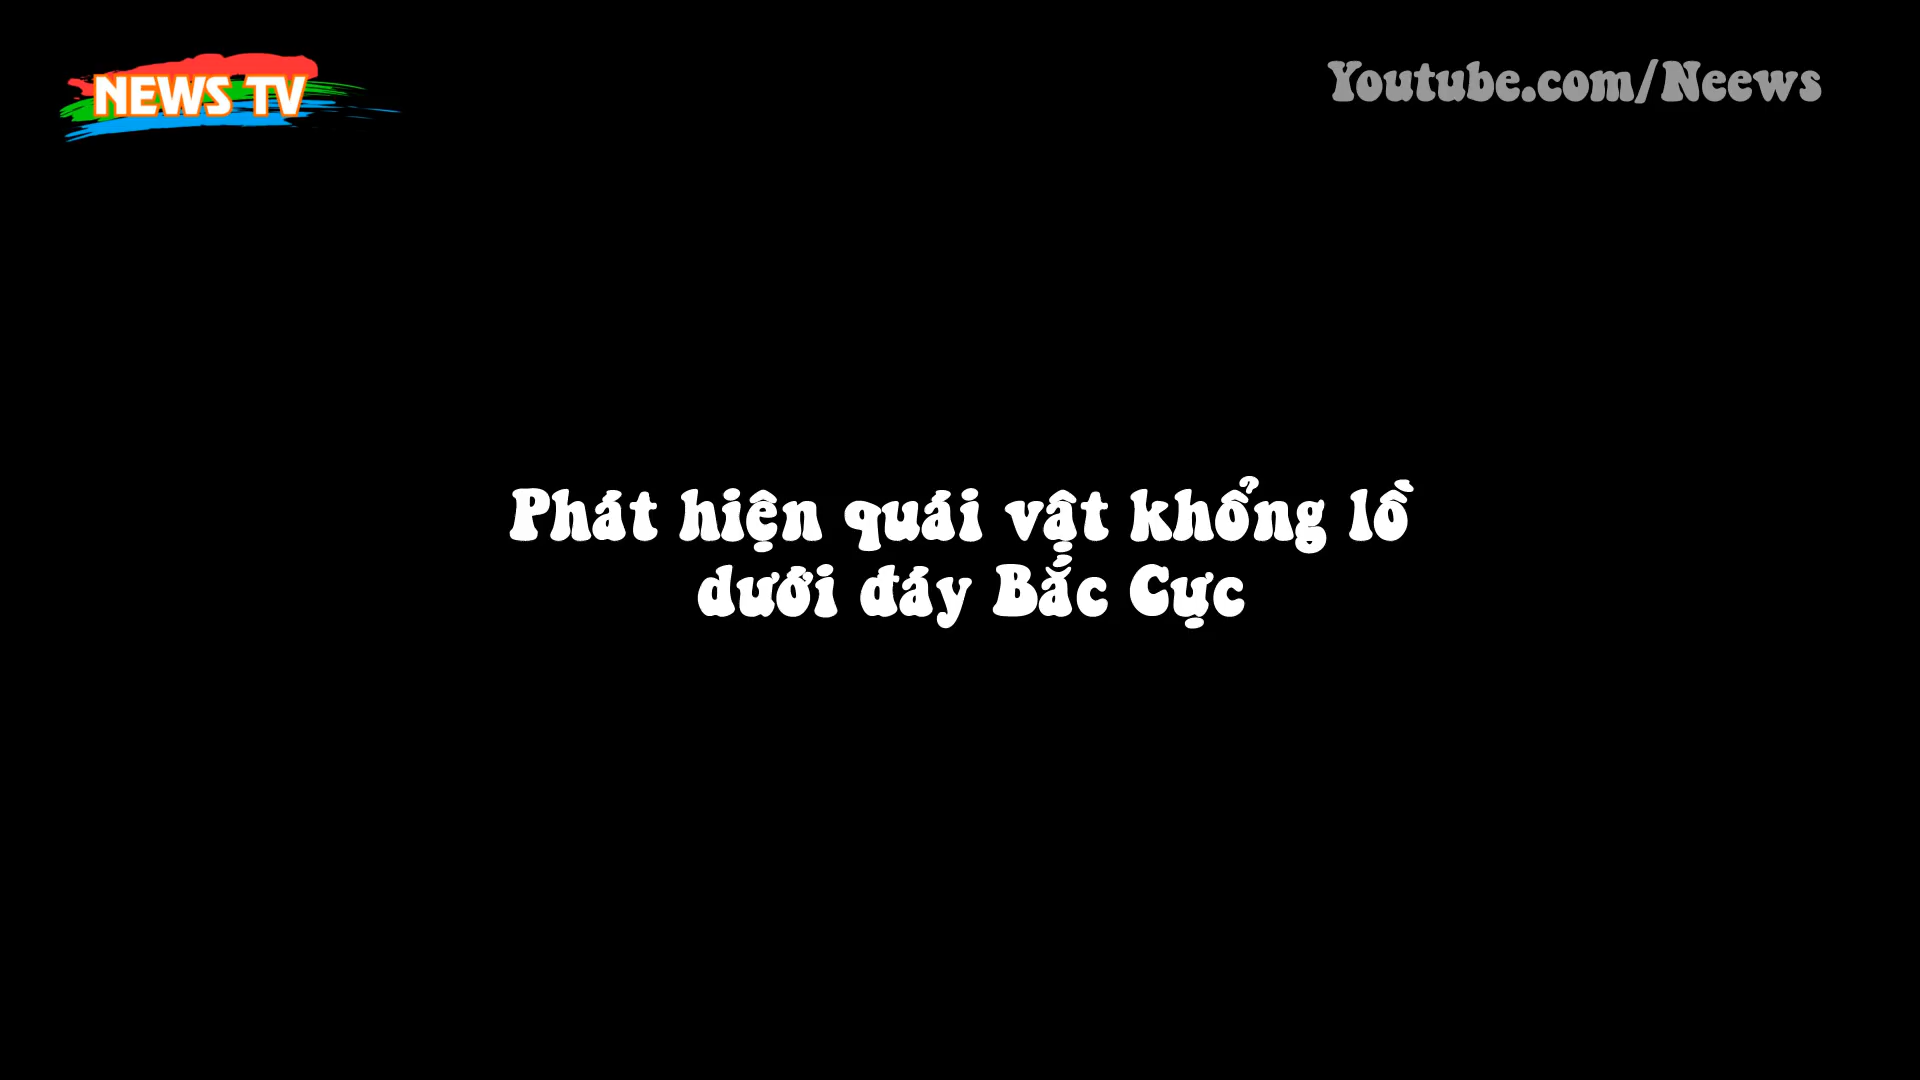 NEWS TV
Youtube.com/Neews
Phát hiện quái vật khổng lồ
dưới đáy Bắc Cực